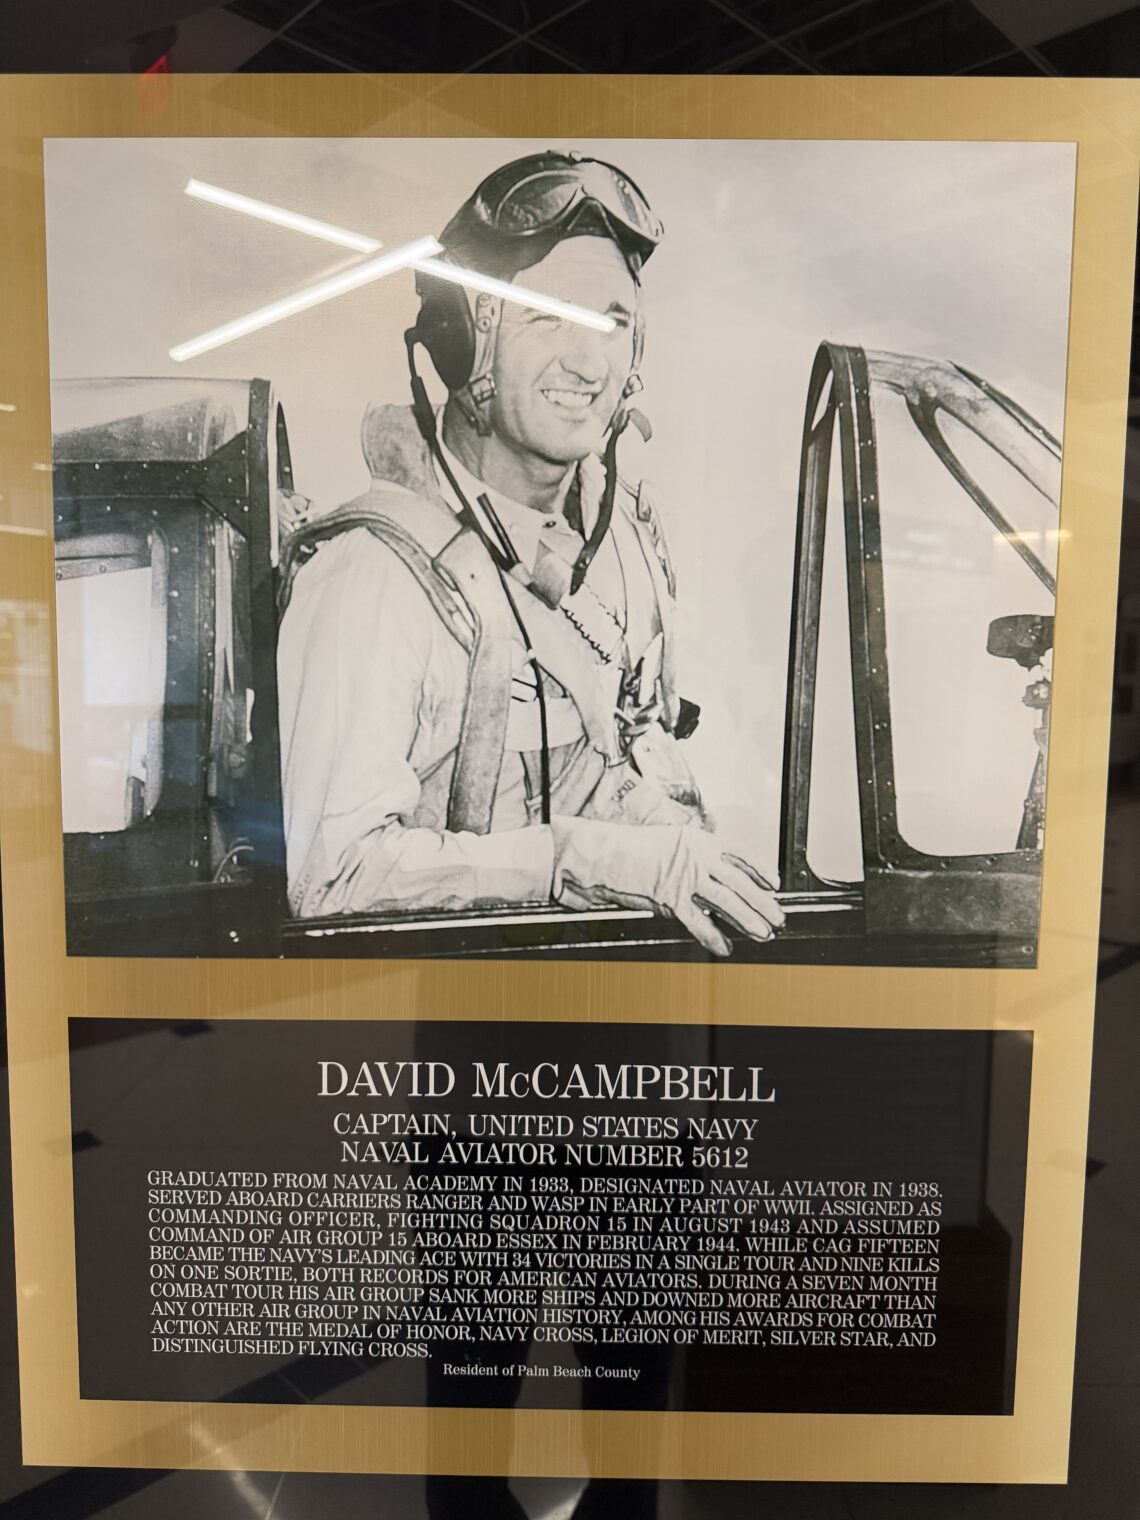 DAVID McCAMPBELL
CAPTAIN, UNITED STATES NAVY
NAVAL AVIATOR NUMBER 5612
GRADUATED FROM NAVAL ACADEMY IN 1933, DESIGNATED NAVAL AVIATOR IN 1938.
SERVED ABOARD CARRIERS RANGER AND WASP IN EARLY PART OF WWII. ASSIGNED AS
COMMANDING OFFICER, FIGHTING SQUADRON 15 IN AUGUST 1943 AND ASSUMED
COMMAND OF AIR GROUP 15 ABOARD ESSEX IN FEBRUARY 1944. WHILE CAG FIFTEEN
BECAME THE NAVY'S LEADING ACE WITH 34 VICTORIES IN A SINGLE TOUR AND NINE KILLS
ON ONE SORTIE, BOTH RECORDS FOR AMERICAN AVIATORS. DURING A SEVEN MONTH
COMBAT TOUR HIS AIR GROUP SANK MORE SHIPS AND DOWNED MORE AIRCRAFT THAN
ANY OTHER AIR GROUP IN NAVAL AVIATION HISTORY, AMONG HIS AWARDS FOR COMBAT
ACTION ARE THE MEDAL OF HONOR, NAVY CROSS, LEGION OF MERIT, SILVER STAR, AND
DISTINGUISHED FLYING CROSS.
Resident of Palm Beach County